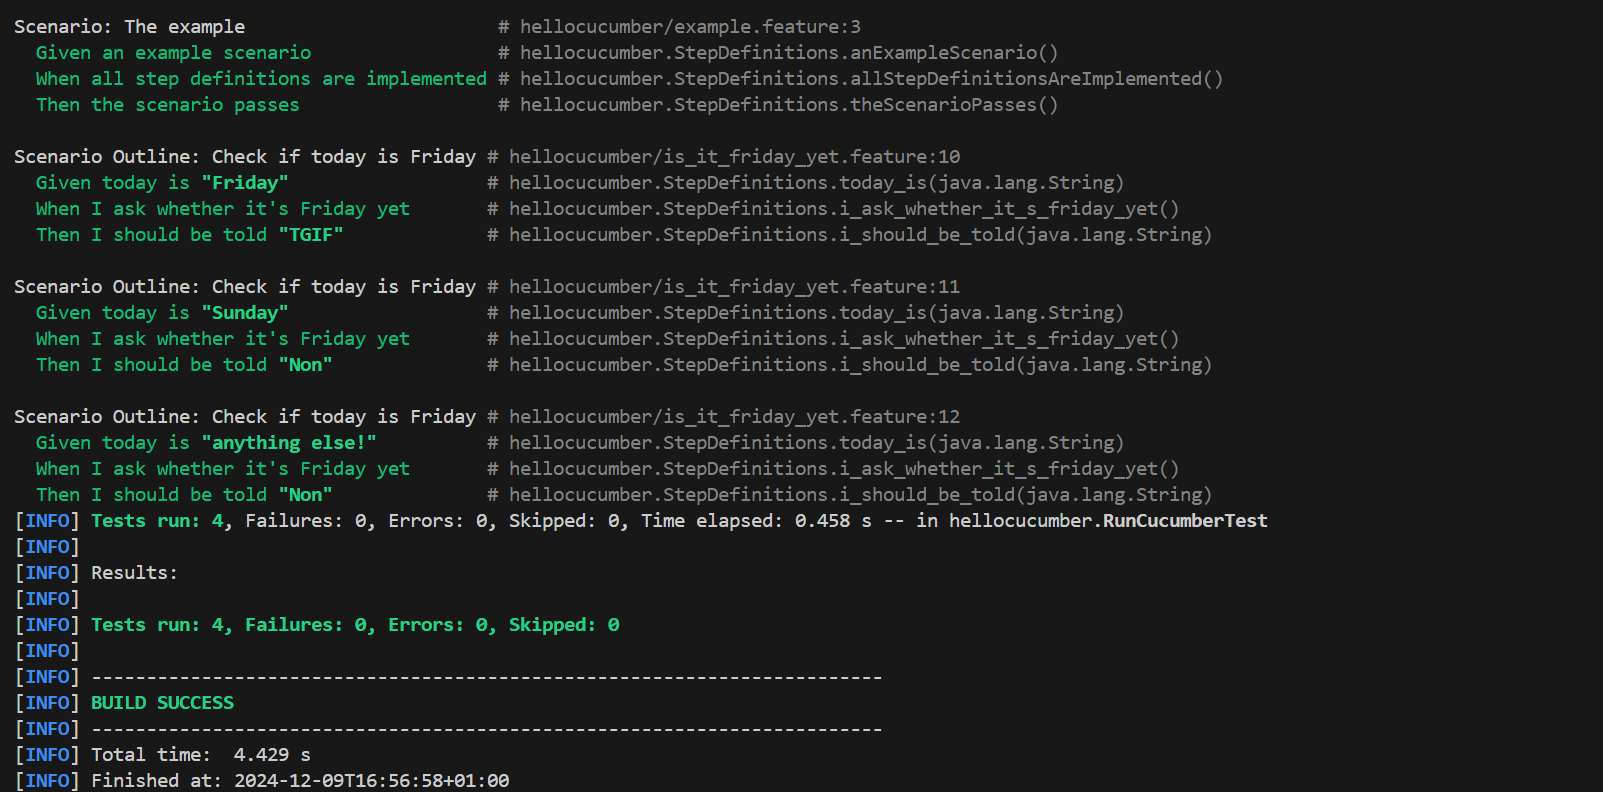 Scenario: The example                       # hellocucumber/example.feature:3
  Given an example scenario                 # hellocucumber.StepDefinitions.anExampleScenario()
  When all step definitions are implemented # hellocucumber.StepDefinitions.allStepDefinitionsAreImplemented()
  Then the scenario passes                  # hellocucumber.StepDefinitions.theScenarioPasses()

Scenario Outline: Check if today is Friday # hellocucumber/is_it_friday_yet.feature:10
  Given today is "Friday"                  # hellocucumber.StepDefinitions.today_is(java.lang.String)
  When I ask whether it's Friday yet       # hellocucumber.StepDefinitions.i_ask_whether_it_s_friday_yet()
  Then I should be told "TGIF"             # hellocucumber.StepDefinitions.i_should_be_told(java.lang.String)

Scenario Outline: Check if today is Friday # hellocucumber/is_it_friday_yet.feature:11
  Given today is "Sunday"                  # hellocucumber.StepDefinitions.today_is(java.lang.String)
  When I ask whether it's Friday yet       # hellocucumber.StepDefinitions.i_ask_whether_it_s_friday_yet()
  Then I should be told "Non"              # hellocucumber.StepDefinitions.i_should_be_told(java.lang.String)

Scenario Outline: Check if today is Friday # hellocucumber/is_it_friday_yet.feature:12
  Given today is "anything else!"          # hellocucumber.StepDefinitions.today_is(java.lang.String)
  When I ask whether it's Friday yet       # hellocucumber.StepDefinitions.i_ask_whether_it_s_friday_yet()
  Then I should be told "Non"              # hellocucumber.StepDefinitions.i_should_be_told(java.lang.String)
[INFO] Tests run: 4, Failures: 0, Errors: 0, Skipped: 0, Time elapsed: 0.458 s -- in hellocucumber.RunCucumberTest
[INFO]
[INFO] Results:
[INFO]
[INFO] Tests run: 4, Failures: 0, Errors: 0, Skipped: 0
[INFO]
[INFO] ------------------------------------------------------------------------
[INFO] BUILD SUCCESS
[INFO] ------------------------------------------------------------------------
[INFO] Total time:  4.429 s
[INFO] Finished at: 2024-12-09T16:56:58+01:00